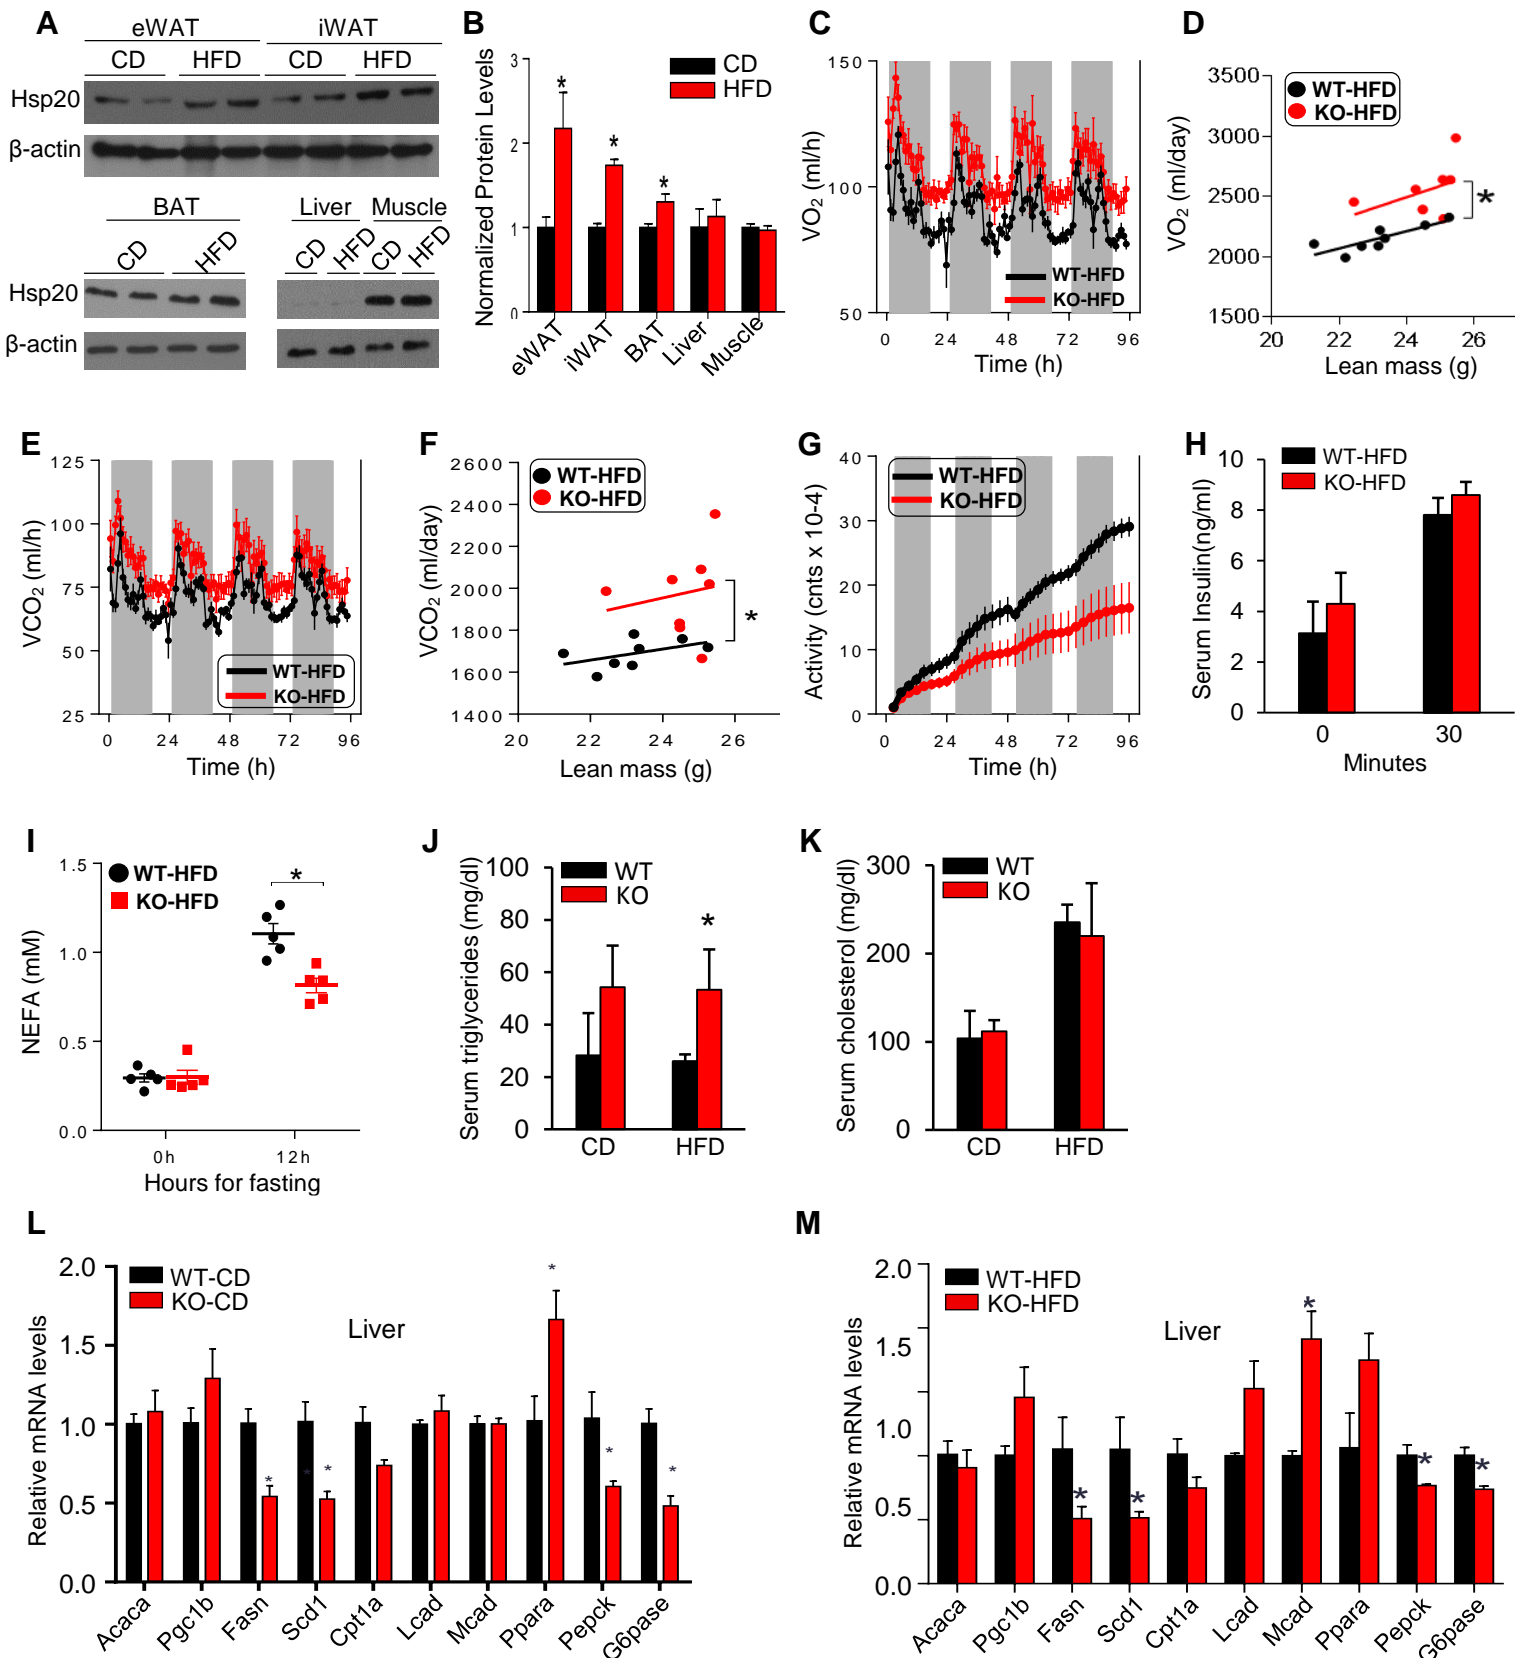 A
eWAT iWAT
CD HFD CD HFD
Hsp20
β-actin
BAT Liver Muscle
CD HFD CD HFD CD HFD
Hsp20
β-actin
B
Normalized Protein Levels
3
2
1
0
CD
HFD
*
*
*
eWAT iWAT BAT Liver Muscle
C
VO2 (ml/h)
150
100
50
WT-HFD
KO-HFD
0 24 48 72 96
Time (h)
D
VO2 (ml/day)
3500
3000
2500
2000
1500
WT-HFD
KO-HFD
*
20 22 24 26
Lean mass (g)
E
VCO2 (ml/h)
125
100
75
50
25
WT-HFD
KO-HFD
0 24 48 72 96
Time (h)
F
VCO2 (ml/day)
2600
2400
2200
2000
1800
1600
1400
WT-HFD
KO-HFD
*
20 22 24 26
Lean mass (g)
G
Activity (cnts x 10-4)
40
30
20
10
0
WT-HFD
KO-HFD
0 24 48 72 96
Time (h)
H
Serum Insulin(ng/ml)
10
8
6
4
2
0
WT-HFD
KO-HFD
0 30
Minutes
I
NEFA (mM)
1.5
1.0
0.5
0.0
WT-HFD
KO-HFD
*
0h 12h
Hours for fasting
J
Serum triglycerides (mg/dl)
100
80
60
40
20
0
WT
KO
*
CD HFD
K
Serum cholesterol (mg/dl)
300
200
100
0
WT
KO
CD HFD
L
Relative mRNA levels
2.0
1.5
1.0
0.5
0.0
WT-CD
KO-CD
Liver
* * * * * *
Acaca Pgc1b Fasn Scd1 Cpt1a Lcad Mcad Ppara Pepck G6pase
M
Relative mRNA levels
2.0
1.5
1.0
0.5
0.0
WT-HFD
KO-HFD
Liver
* * * * *
Acaca Pgc1b Fasn Scd1 Cpt1a Lcad Mcad Ppara Pepck G6pase